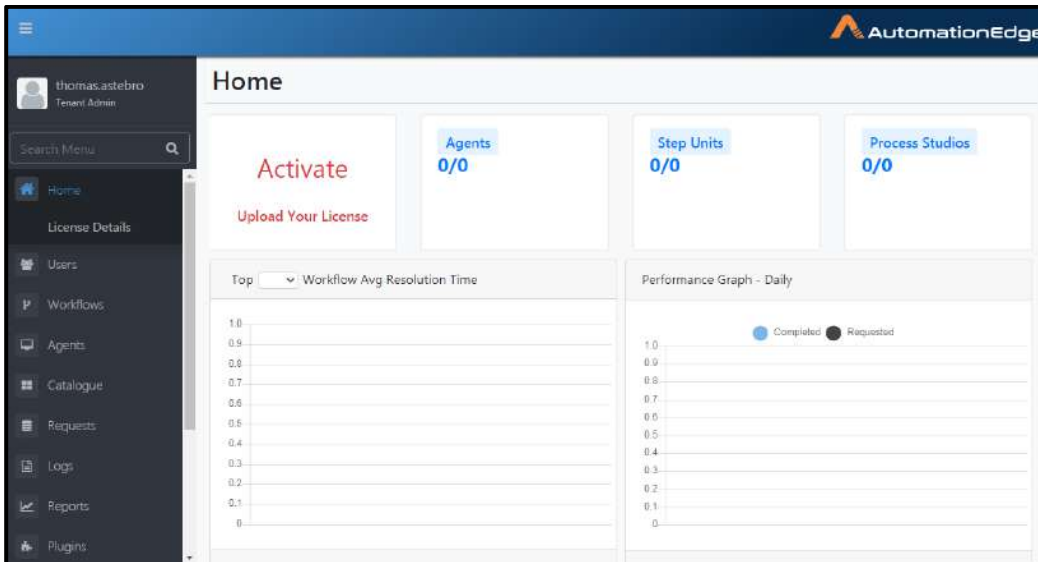 AutomationEdge
thomas.astebro
Tenant Admin
Search Menu
Home
License Details
Users
Workflows
Agents
Catalogue
Requests
Logs
Reports
Plugins
Home
Activate
Upload Your License
Agents
0/0
Step Units
0/0
Process Studios
0/0
Top Workflow Avg Resolution Time
1.0
0.9
0.8
0.7
0.6
0.5
0.4
0.3
0.2
0.1
0
Performance Graph - Daily
Completed Requested
1.0
0.9
0.8
0.7
0.6
0.5
0.4
0.3
0.2
0.1
0